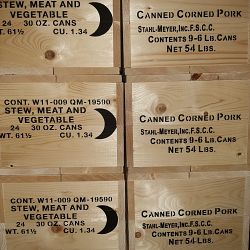 STEW, MEAT AND
VEGETABLE
24 30 OZ. CANS
WT. 61½ CU. 1.34
CANNED CORNED PORK
STAHL-MEYER, INC. F.S.C.C.
CONTENTS 9-6 LB. CANS
NET 54 LBS.
CONT. W11-009 QM-19590
STEW, MEAT AND
VEGETABLE
24 30 OZ. CANS
WT. 61½ CU. 1.34
CANNED CORNED PORK
STAHL-MEYER, INC. F.S.C.C.
CONTENTS 9-6 LB. CANS
NET 54 LBS.
CONT. W11-009 QM-19590
STEW, MEAT AND
VEGETABLE
24 30 OZ. CANS
WT. 61½ CU. 1.34
CANNED CORNED PORK
STAHL-MEYER, INC. F.S.C.C.
CONTENTS 9-6 LB. CANS
NET 54 LBS.